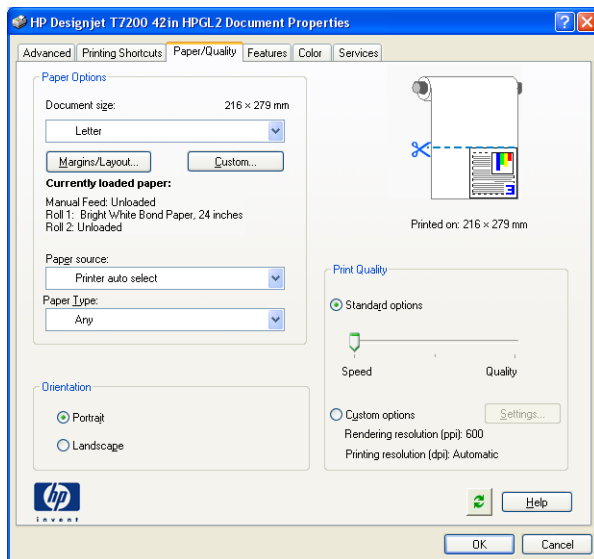 HP Designjet T7200 42in HPGL2 Document Properties
Advanced
Printing Shortcuts
Paper/Quality
Features
Color
Services
Paper Options
Document size:
216 × 279 mm
Letter
Margins/Layout...
Custom...
Currently loaded paper:
Manual Feed: Unloaded
Roll 1: Bright White Bond Paper, 24 inches
Roll 2: Unloaded
Paper source:
Printer auto select
Paper Type:
Any
Orientation
Portrait
Landscape
3
Printed on: 216 × 279 mm
Print Quality
Standard options
Speed
Quality
Custom options
Settings...
Rendering resolution (ppi): 600
Printing resolution (dpi): Automatic
hp
invent
Help
OK
Cancel